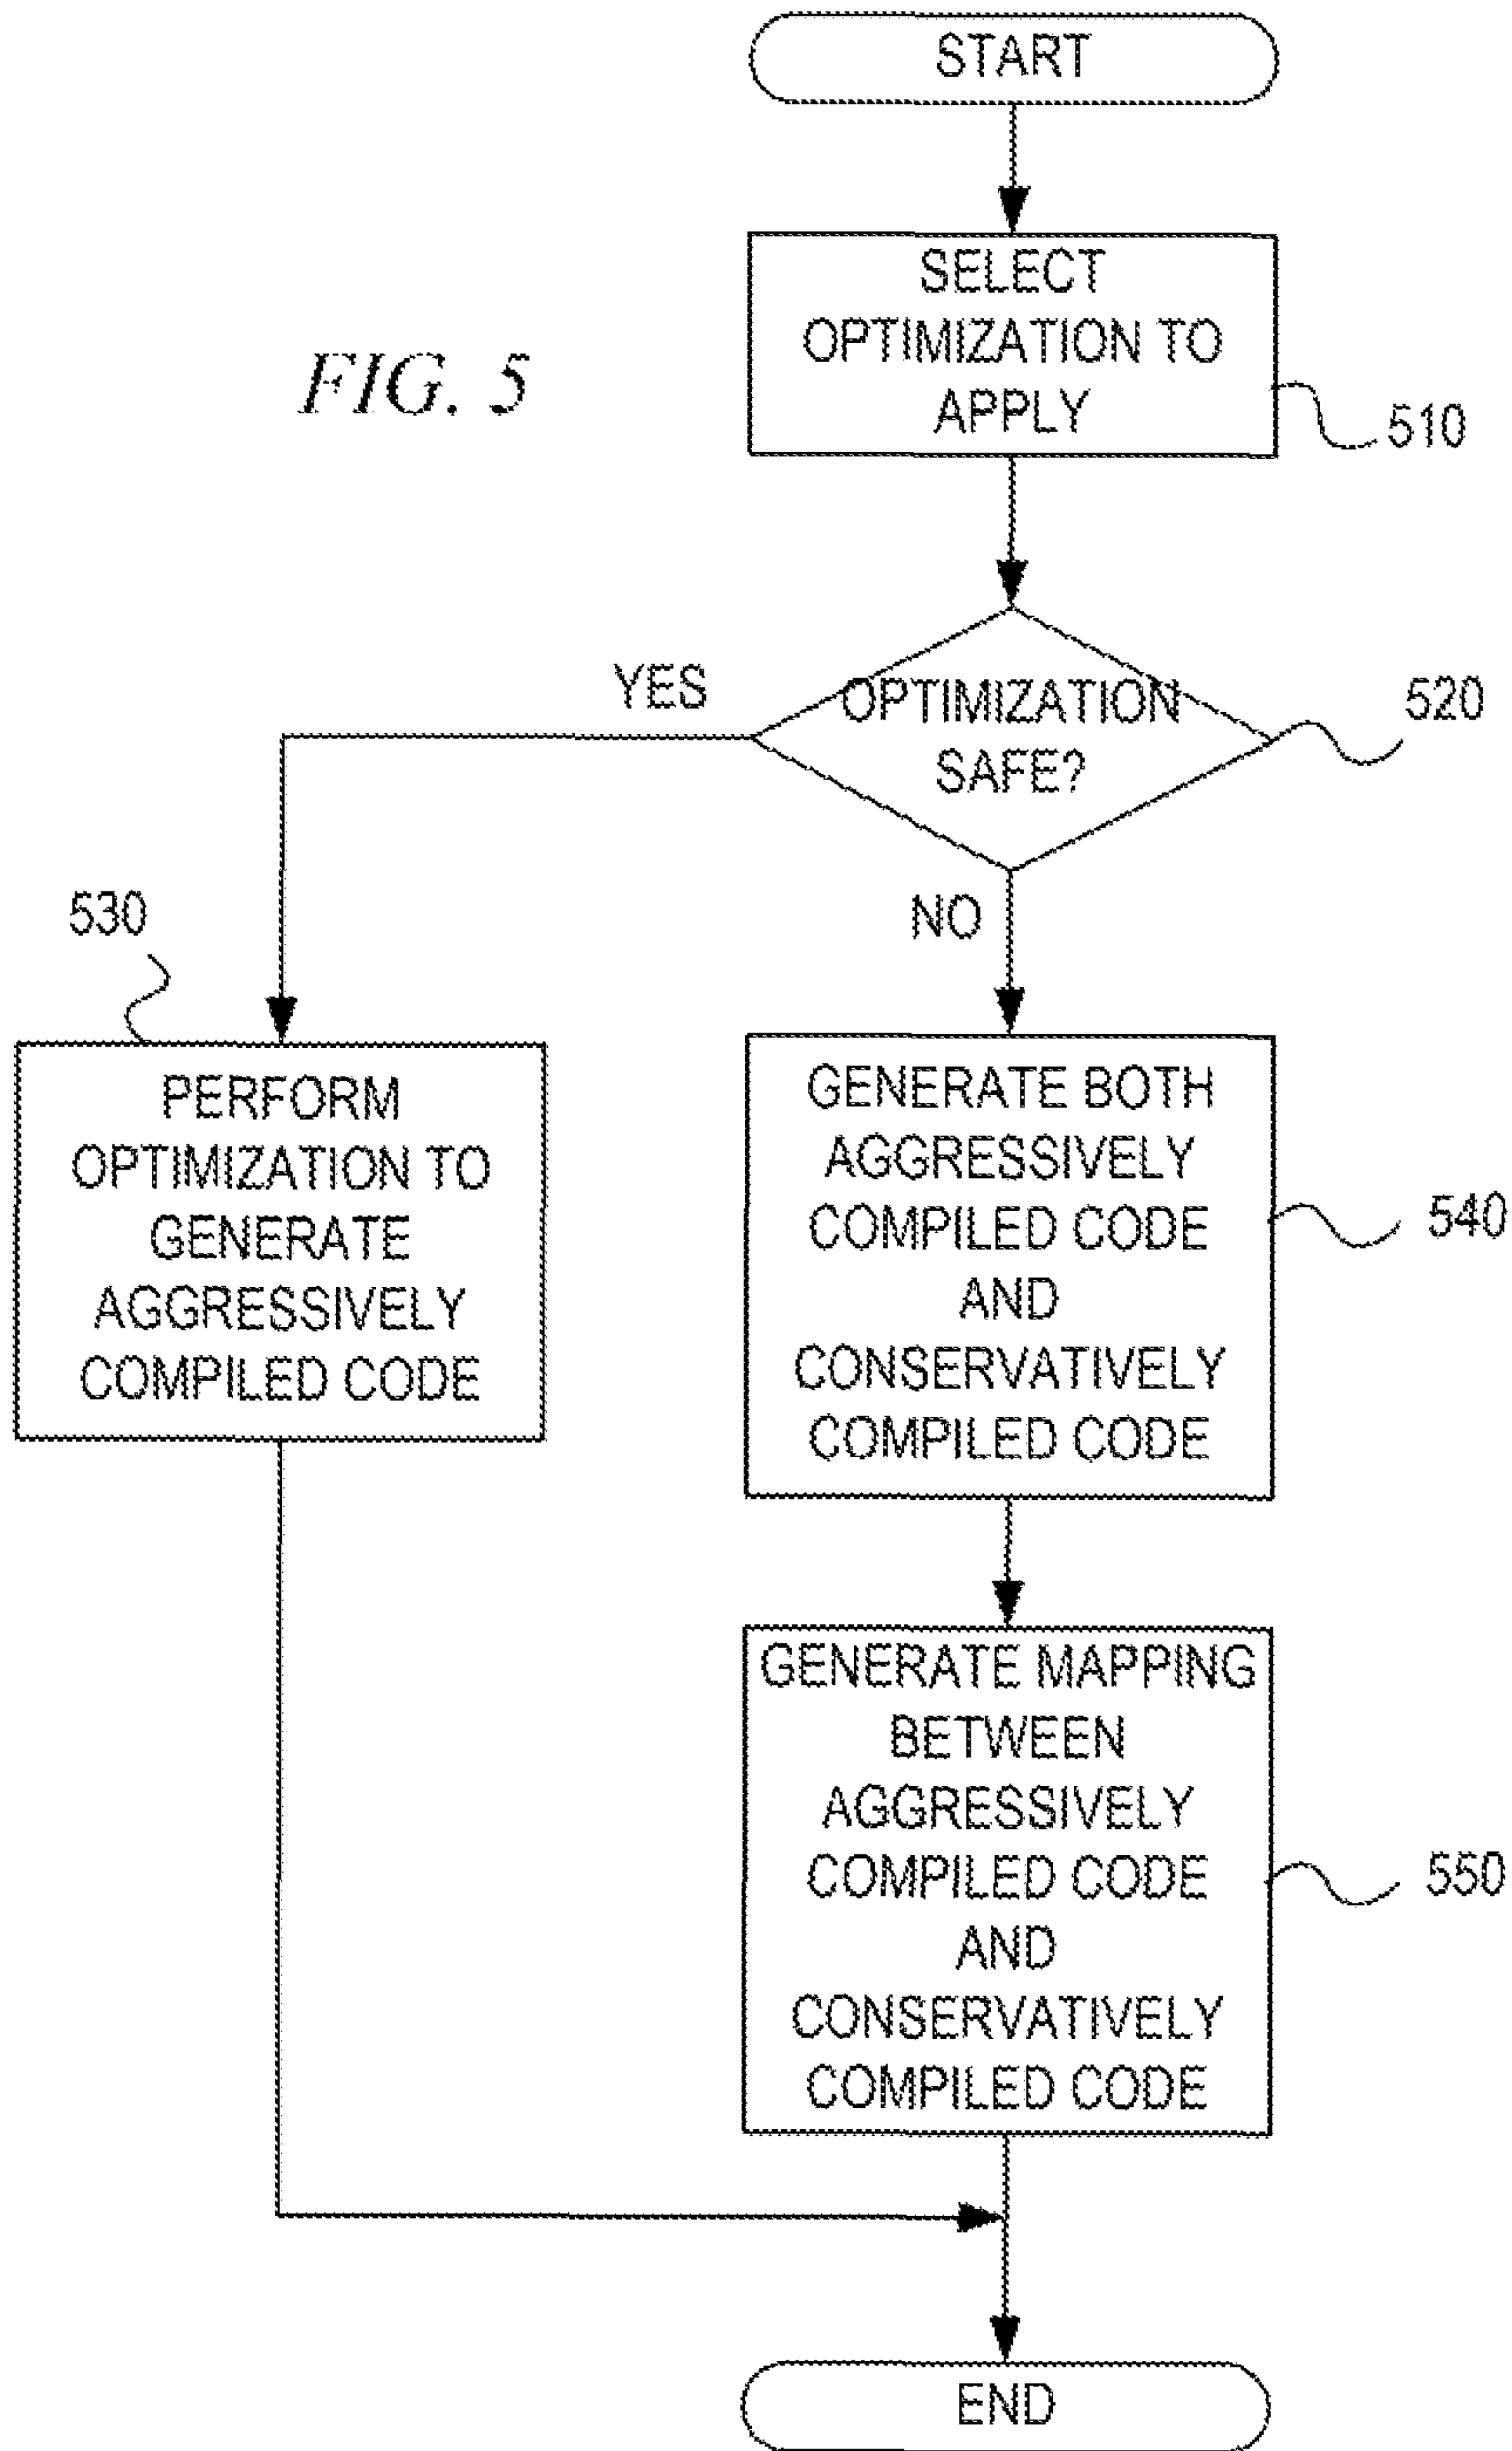 START
FIG. 5
SELECT
OPTIMIZATION TO
APPLY
510
YES
OPTIMIZATION
SAFE?
520
NO
530
PERFORM
OPTIMIZATION TO
GENERATE
AGGRESSIVELY
COMPILED CODE
GENERATE BOTH
AGGRESSIVELY
COMPILED CODE
AND
CONSERVATIVELY
COMPILED CODE
540
GENERATE MAPPING
BETWEEN
AGGRESSIVELY
COMPILED CODE
AND
CONSERVATIVELY
COMPILED CODE
550
END